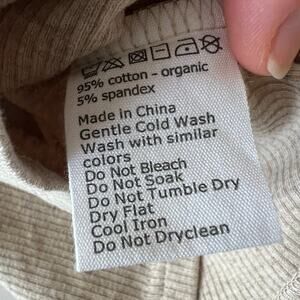 95% cotton - organic
5% spandex
Made in China
Gentle Cold Wash
Wash with similar
colors
Do Not Bleach
Do Not Soak
Do Not Tumble Dry
Dry Flat
Cool Iron
Do Not Dryclean